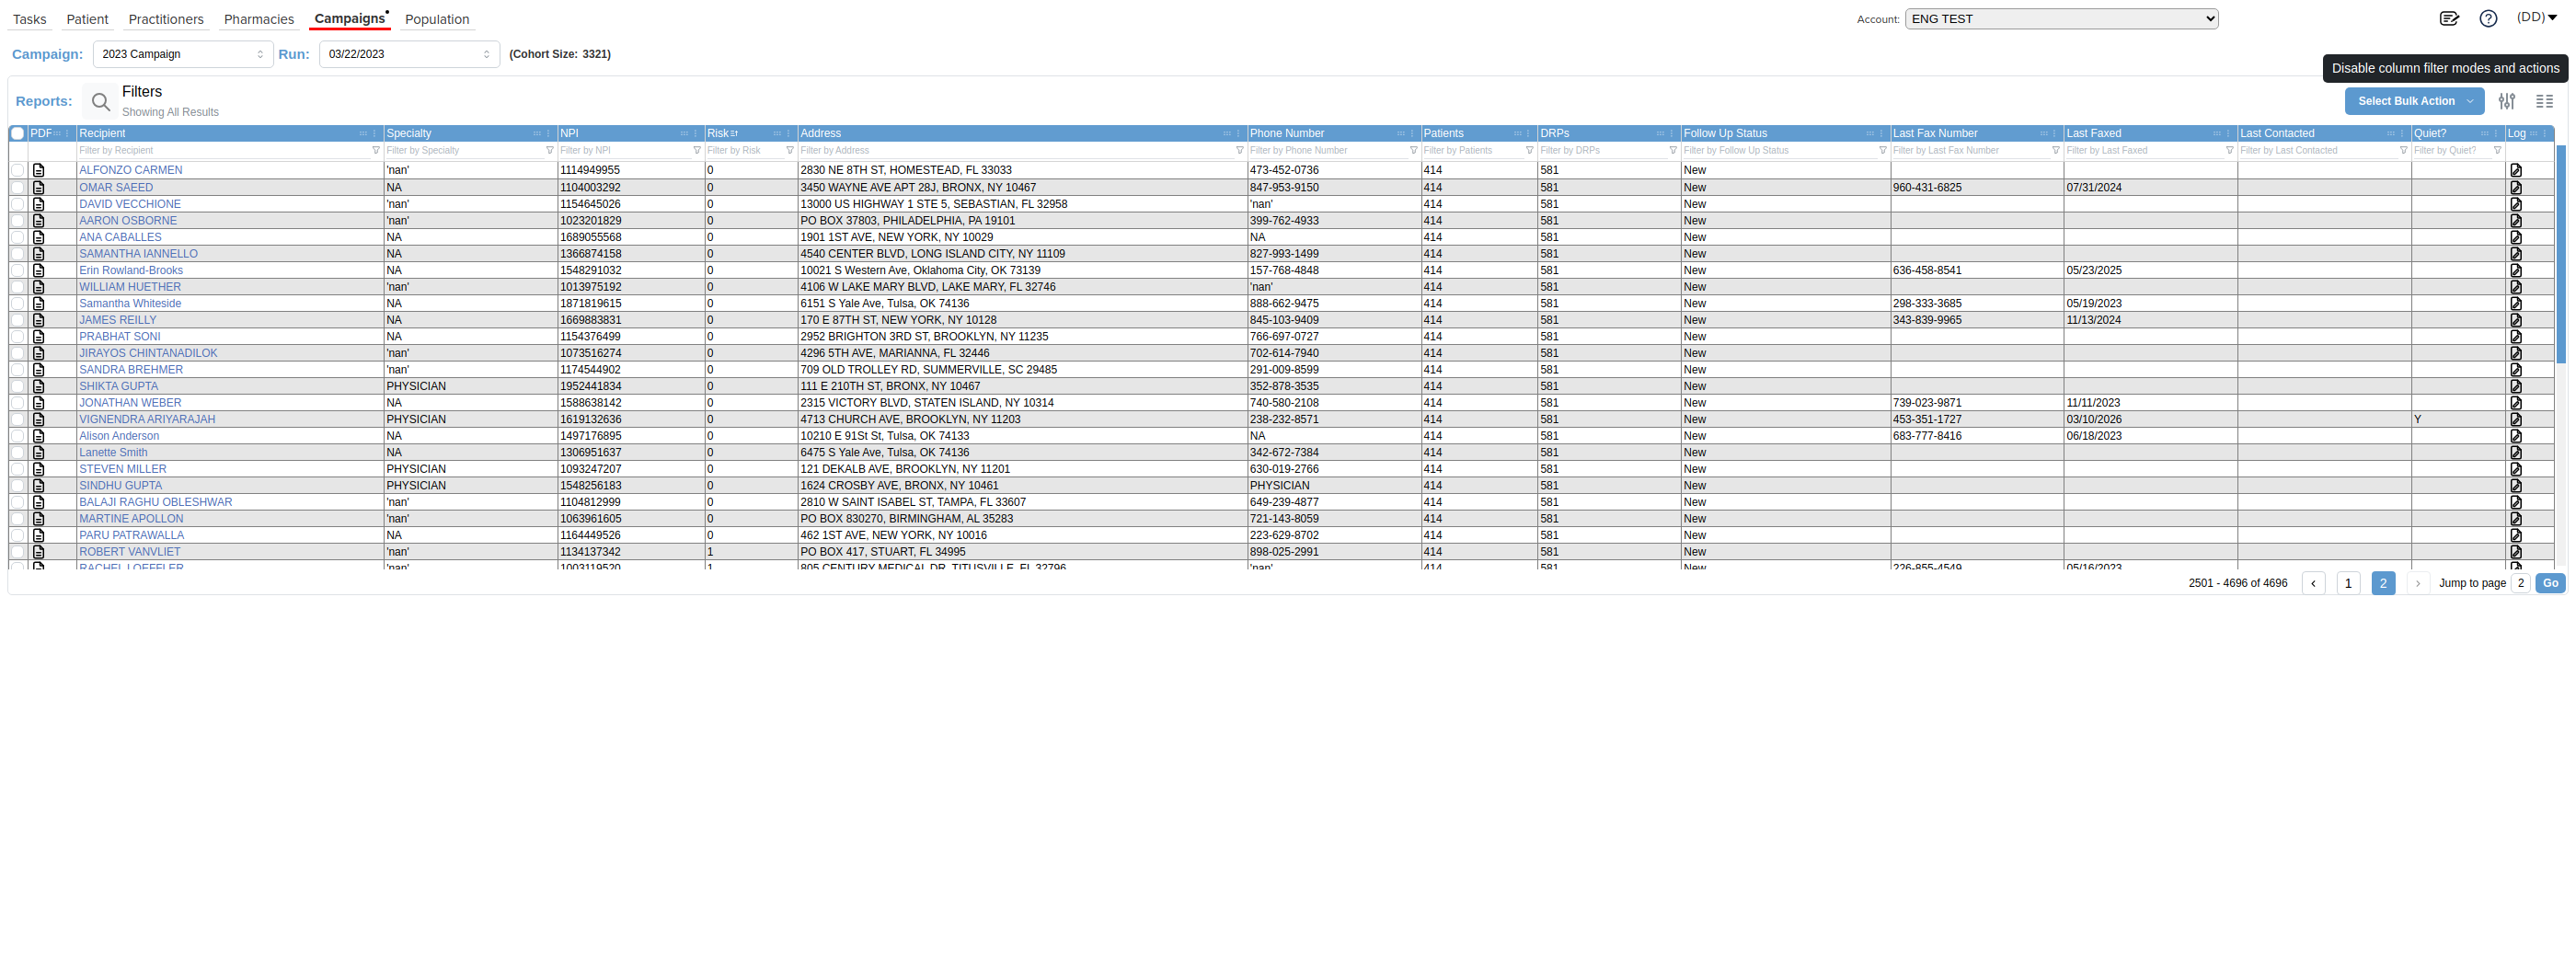 Tasks Patient Practitioners Pharmacies Campaigns Population Account: ENG TEST (DD)
Campaign: 2023 Campaign Run: 03/22/2023 (Cohort Size: 3321)
Disable column filter modes and actions
Reports: Filters Select Bulk Action
Showing All Results
PDF Recipient Specialty NPI Risk Address Phone Number Patients DRPs Follow Up Status Last Fax Number Last Faxed Last Contacted Quiet? Log
Filter by Recipient Filter by Specialty Filter by NPI Filter by Risk Filter by Address Filter by Phone Number Filter by Patients Filter by DRPs Filter by Follow Up Status Filter by Last Fax Number Filter by Last Faxed Filter by Last Contacted Filter by Quiet?
ALFONZO CARMEN 'nan' 1114949955 0 2830 NE 8TH ST, HOMESTEAD, FL 33033 473-452-0736 414 581 New
OMAR SAEED NA 1104003292 0 3450 WAYNE AVE APT 28J, BRONX, NY 10467 847-953-9150 414 581 New 960-431-6825 07/31/2024
DAVID VECCHIONE 'nan' 1154645026 0 13000 US HIGHWAY 1 STE 5, SEBASTIAN, FL 32958 'nan' 414 581 New
AARON OSBORNE 'nan' 1023201829 0 PO BOX 37803, PHILADELPHIA, PA 19101 399-762-4933 414 581 New
ANA CABALLES NA 1689055568 0 1901 1ST AVE, NEW YORK, NY 10029 NA 414 581 New
SAMANTHA IANNELLO NA 1366874158 0 4540 CENTER BLVD, LONG ISLAND CITY, NY 11109 827-993-1499 414 581 New
Erin Rowland-Brooks NA 1548291032 0 10021 S Western Ave, Oklahoma City, OK 73139 157-768-4848 414 581 New 636-458-8541 05/23/2025
WILLIAM HUETHER 'nan' 1013975192 0 4106 W LAKE MARY BLVD, LAKE MARY, FL 32746 'nan' 414 581 New
Samantha Whiteside NA 1871819615 0 6151 S Yale Ave, Tulsa, OK 74136 888-662-9475 414 581 New 298-333-3685 05/19/2023
JAMES REILLY NA 1669883831 0 170 E 87TH ST, NEW YORK, NY 10128 845-103-9409 414 581 New 343-839-9965 11/13/2024
PRABHAT SONI NA 1154376499 0 2952 BRIGHTON 3RD ST, BROOKLYN, NY 11235 766-697-0727 414 581 New
JIRAYOS CHINTANADILOK 'nan' 1073516274 0 4296 5TH AVE, MARIANNA, FL 32446 702-614-7940 414 581 New
SANDRA BREHMER 'nan' 1174544902 0 709 OLD TROLLEY RD, SUMMERVILLE, SC 29485 291-009-8599 414 581 New
SHIKTA GUPTA PHYSICIAN 1952441834 0 111 E 210TH ST, BRONX, NY 10467 352-878-3535 414 581 New
JONATHAN WEBER NA 1588638142 0 2315 VICTORY BLVD, STATEN ISLAND, NY 10314 740-580-2108 414 581 New 739-023-9871 11/11/2023
VIGNENDRA ARIYARAJAH PHYSICIAN 1619132636 0 4713 CHURCH AVE, BROOKLYN, NY 11203 238-232-8571 414 581 New 453-351-1727 03/10/2026 Y
Alison Anderson NA 1497176895 0 10210 E 91St St, Tulsa, OK 74133 NA 414 581 New 683-777-8416 06/18/2023
Lanette Smith NA 1306951637 0 6475 S Yale Ave, Tulsa, OK 74136 342-672-7384 414 581 New
STEVEN MILLER PHYSICIAN 1093247207 0 121 DEKALB AVE, BROOKLYN, NY 11201 630-019-2766 414 581 New
SINDHU GUPTA PHYSICIAN 1548256183 0 1624 CROSBY AVE, BRONX, NY 10461 PHYSICIAN 414 581 New
BALAJI RAGHU OBLESHWAR 'nan' 1104812999 0 2810 W SAINT ISABEL ST, TAMPA, FL 33607 649-239-4877 414 581 New
MARTINE APOLLON 'nan' 1063961605 0 PO BOX 830270, BIRMINGHAM, AL 35283 721-143-8059 414 581 New
PARU PATRAWALLA NA 1164449526 0 462 1ST AVE, NEW YORK, NY 10016 223-629-8702 414 581 New
ROBERT VANVLIET 'nan' 1134137342 1 PO BOX 417, STUART, FL 34995 898-025-2991 414 581 New
RACHEL LOEFFLER 'nan' 1003119520 1 805 CENTURY MEDICAL DR, TITUSVILLE, FL 32796 'nan' 414 581 New 226-855-4549 05/16/2023
2501 - 4696 of 4696 1 2 Jump to page 2 Go